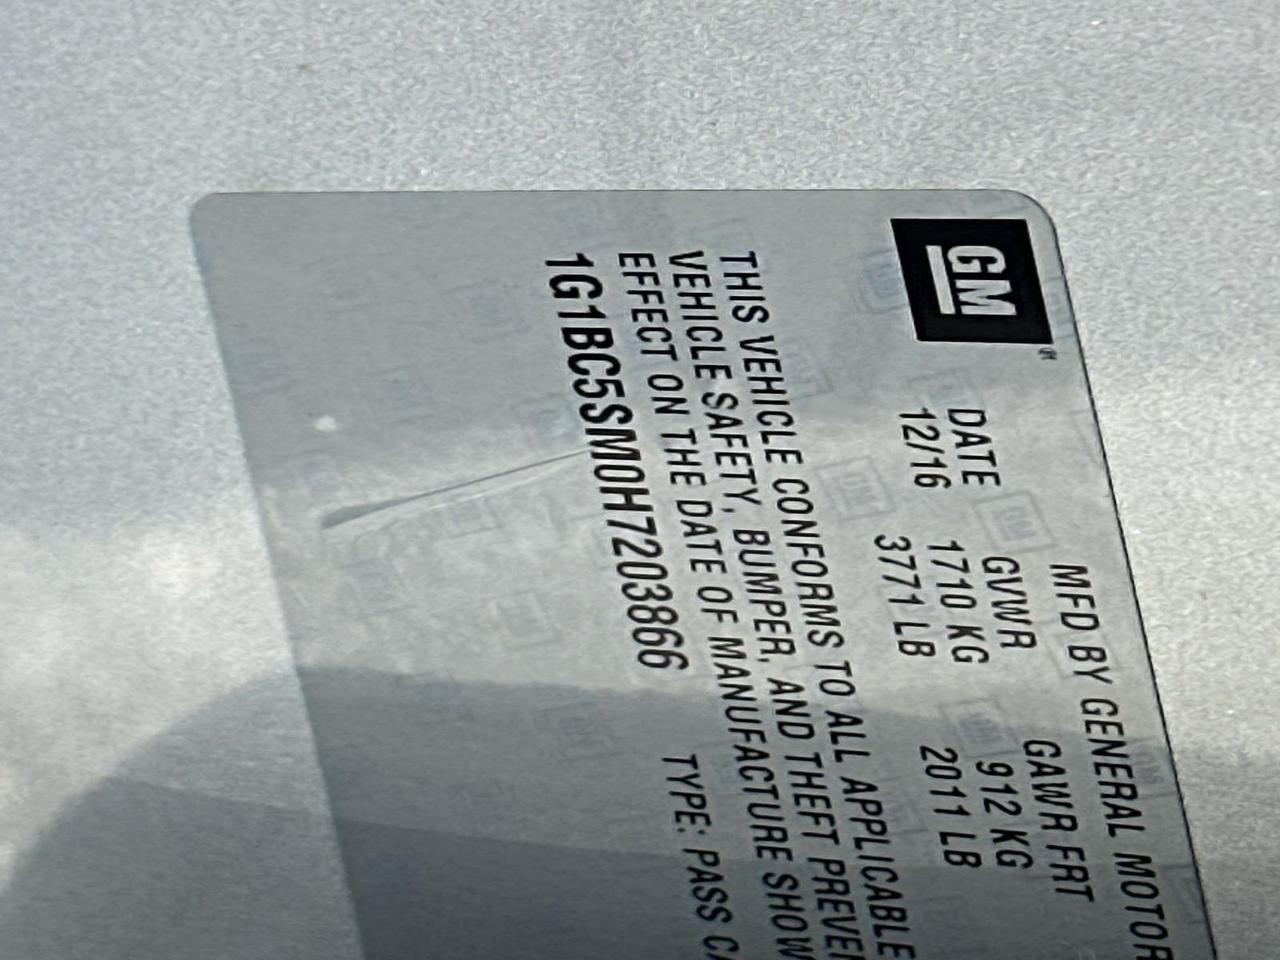 GM
MFD BY GENERAL MOTOR
DATE GVWR GAWR FRT
12/16 1710 KG 912 KG
3771 LB 2011 LB
THIS VEHICLE CONFORMS TO ALL APPLICABLE
VEHICLE SAFETY, BUMPER, AND THEFT PREVEN
EFFECT ON THE DATE OF MANUFACTURE SHOW
1G1BC5SM0H7203866 TYPE: PASS CA